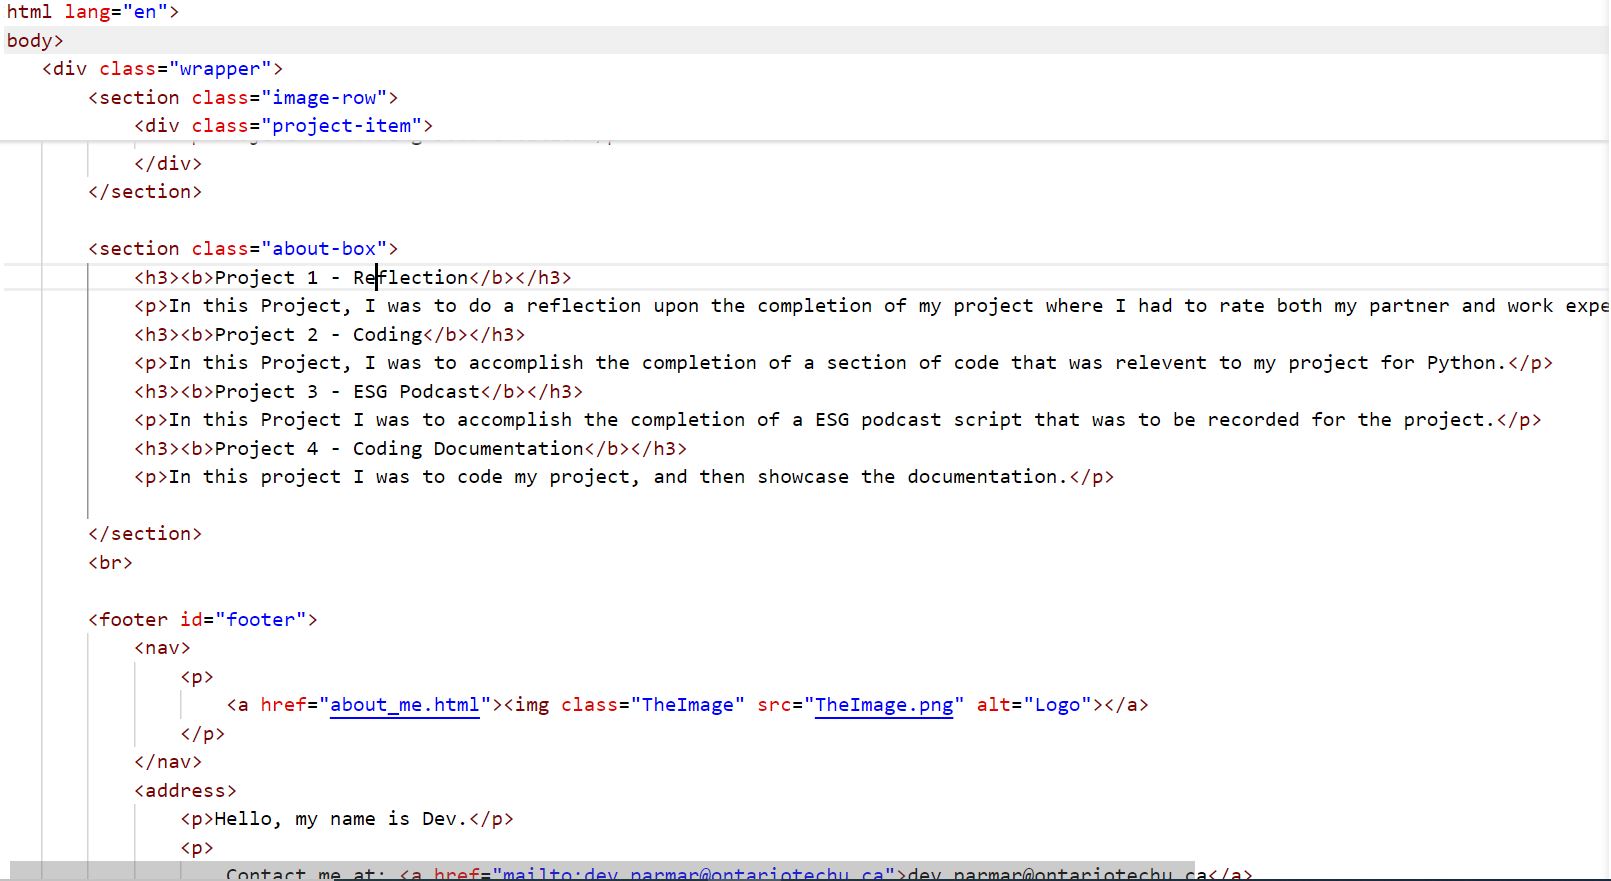 html lang="en">
body>
<div class="wrapper">
<section class="image-row">
<div class="project-item">
</div>
</section>
<section class="about-box">
<h3><b>Project 1 - Reflection</b></h3>
<p>In this Project, I was to do a reflection upon the completion of my project where I had to rate both my partner and work expe
<h3><b>Project 2 - Coding</b></h3>
<p>In this Project, I was to accomplish the completion of a section of code that was relevent to my project for Python.</p>
<h3><b>Project 3 - ESG Podcast</b></h3>
<p>In this Project I was to accomplish the completion of a ESG podcast script that was to be recorded for the project.</p>
<h3><b>Project 4 - Coding Documentation</b></h3>
<p>In this project I was to code my project, and then showcase the documentation.</p>
</section>
<br>
<footer id="footer">
<nav>
<p>
<a href="about_me.html"><img class="TheImage" src="TheImage.png" alt="Logo"></a>
</p>
</nav>
<address>
<p>Hello, my name is Dev.</p>
<p>
Contact me at: <a href="mailto:dev.parmar@ontariotechu.ca">dev.parmar@ontariotechu.ca</a>